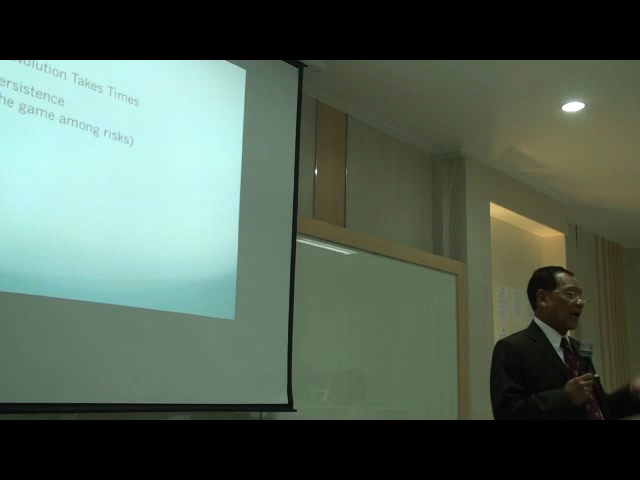 volution Takes Times
ersistence
he game among risks)